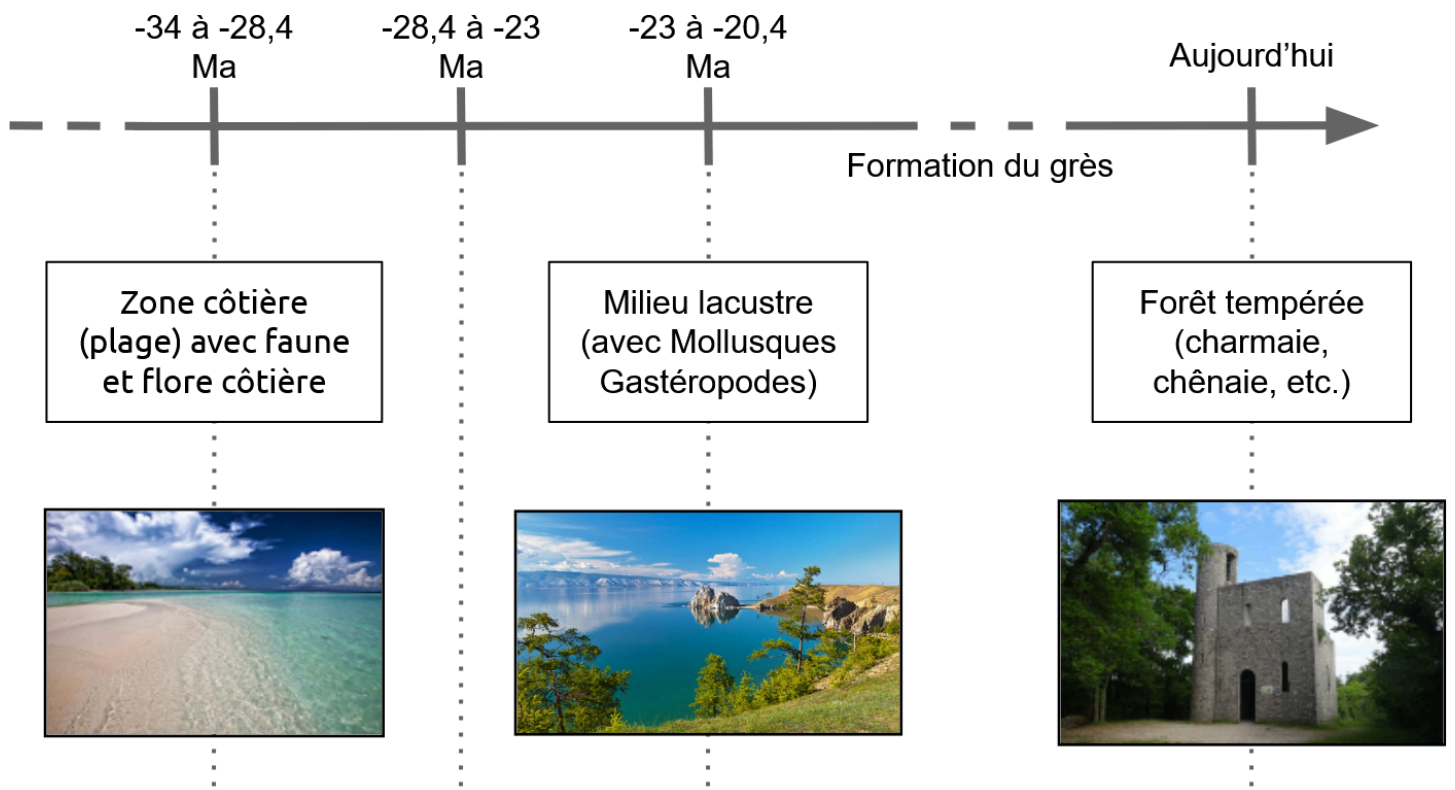 -34 à -28,4
Ma
-28,4 à -23
Ma
-23 à -20,4
Ma
Aujourd’hui
Formation du grès
Zone côtière
(plage) avec faune
et flore côtière
Milieu lacustre
(avec Mollusques
Gastéropodes)
Forêt tempérée
(charmaie,
chênaie, etc.)